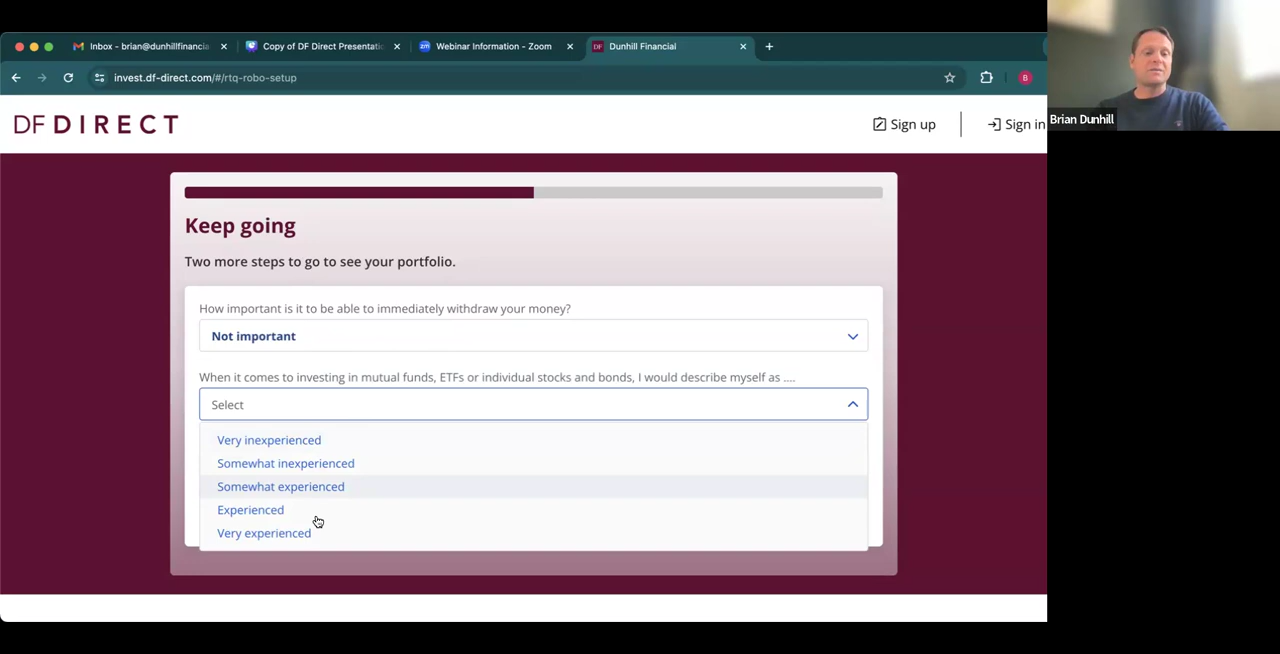 Inbox - brian@dunhillfinancia
Copy of DF Direct Presentatio
Webinar Information - Zoom
Dunhill Financial
invest.df-direct.com/#/rtq-robo-setup
B
Brian Dunhill
DF DIRECT
Sign up
Sign in
Keep going
Two more steps to go to see your portfolio.
How important is it to be able to immediately withdraw your money?
Not important
When it comes to investing in mutual funds, ETFs or individual stocks and bonds, I would describe myself as ....
Select
Very inexperienced
Somewhat inexperienced
Somewhat experienced
Experienced
Very experienced